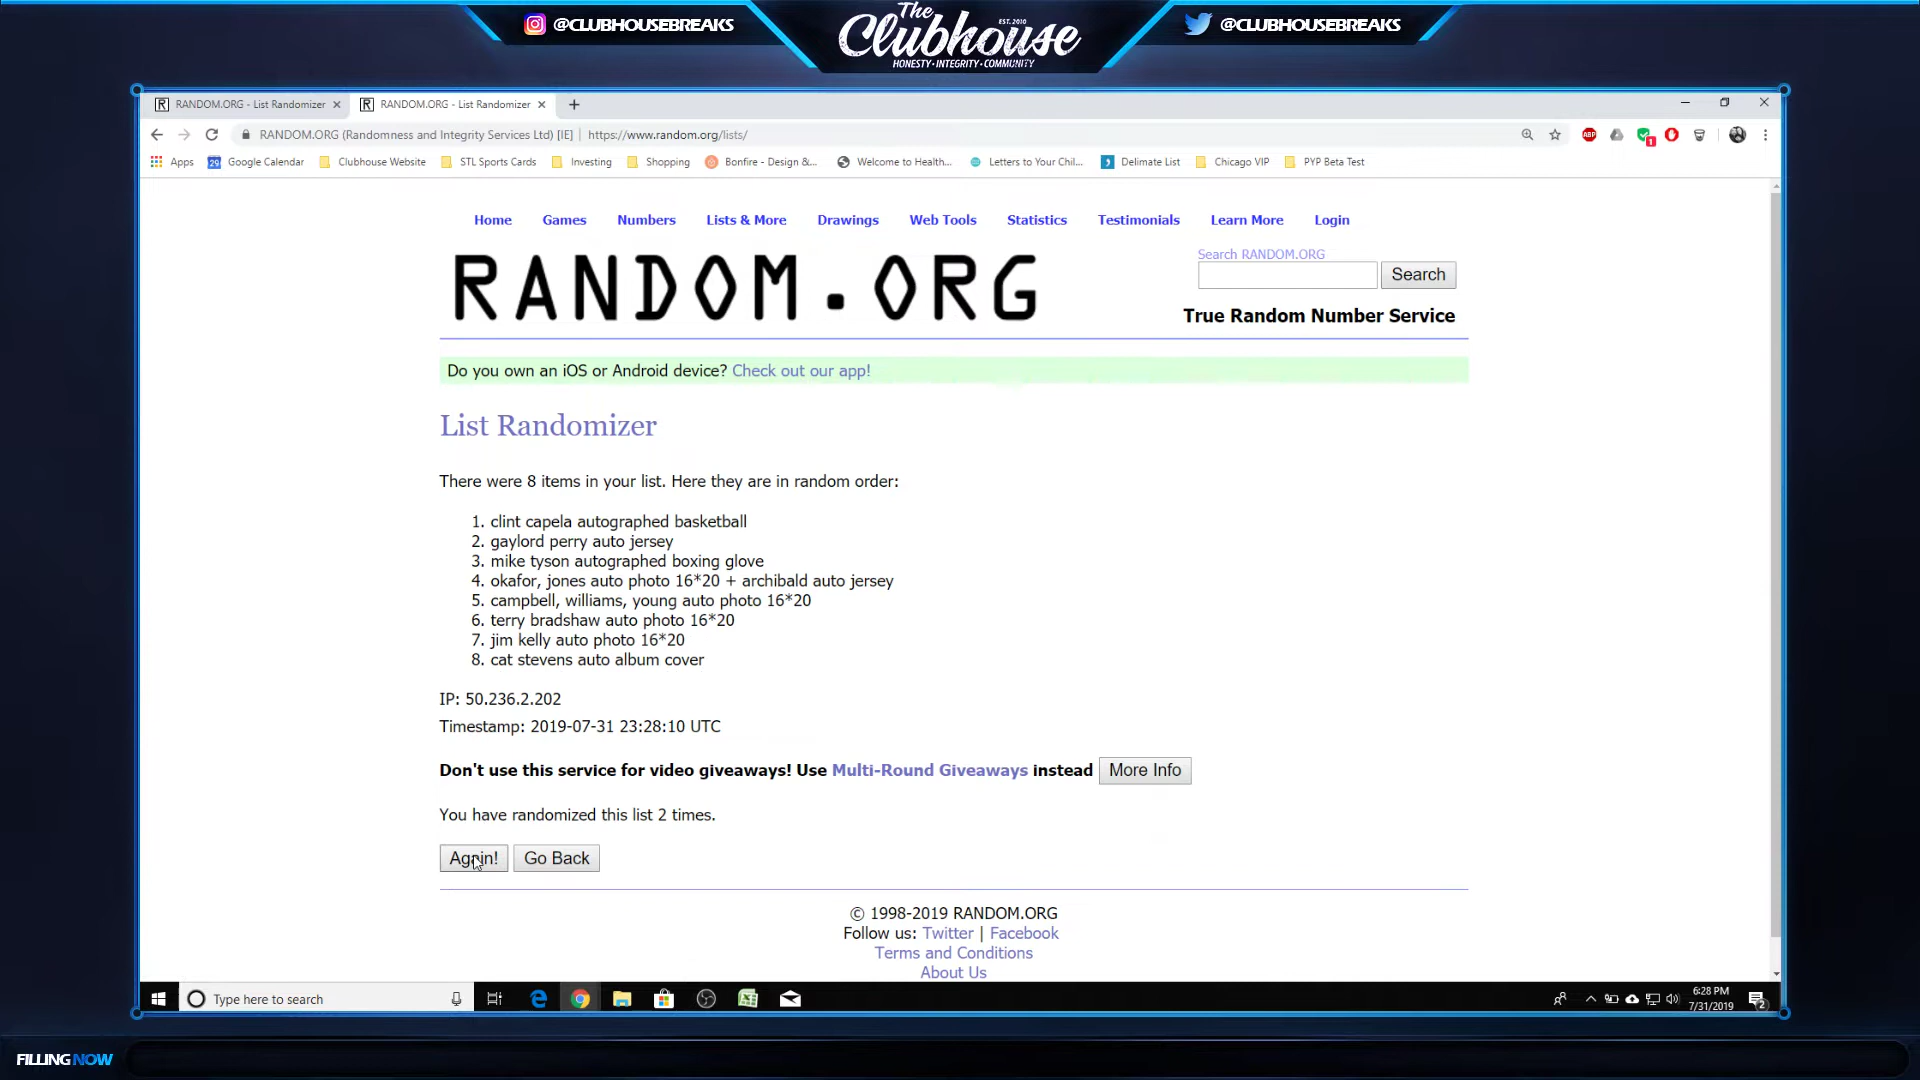 @CLUBHOUSEBREAKS
The
Clubhouse
EST. 2010
HONESTY • INTEGRITY • COMMUNITY
@CLUBHOUSEBREAKS
RANDOM.ORG - List Randomizer
RANDOM.ORG - List Randomizer
RANDOM.ORG (Randomness and Integrity Services Ltd) [IE] | https://www.random.org/lists/
Apps Google Calendar Clubhouse Website STL Sports Cards Investing Shopping Bonfire - Design &... Welcome to Health... Letters to Your Chil... Delimate List Chicago VIP PYP Beta Test
Home Games Numbers Lists & More Drawings Web Tools Statistics Testimonials Learn More Login
RANDOM.ORG
Search RANDOM.ORG
Search
True Random Number Service
Do you own an iOS or Android device? Check out our app!
List Randomizer
There were 8 items in your list. Here they are in random order:
1. clint capela autographed basketball
2. gaylord perry auto jersey
3. mike tyson autographed boxing glove
4. okafor, jones auto photo 16*20 + archibald auto jersey
5. campbell, williams, young auto photo 16*20
6. terry bradshaw auto photo 16*20
7. jim kelly auto photo 16*20
8. cat stevens auto album cover
IP: 50.236.2.202
Timestamp: 2019-07-31 23:28:10 UTC
Don't use this service for video giveaways! Use Multi-Round Giveaways instead More Info
You have randomized this list 2 times.
Again! Go Back
© 1998-2019 RANDOM.ORG
Follow us: Twitter | Facebook
Terms and Conditions
About Us
Type here to search
6:28 PM
7/31/2019
FILLING NOW